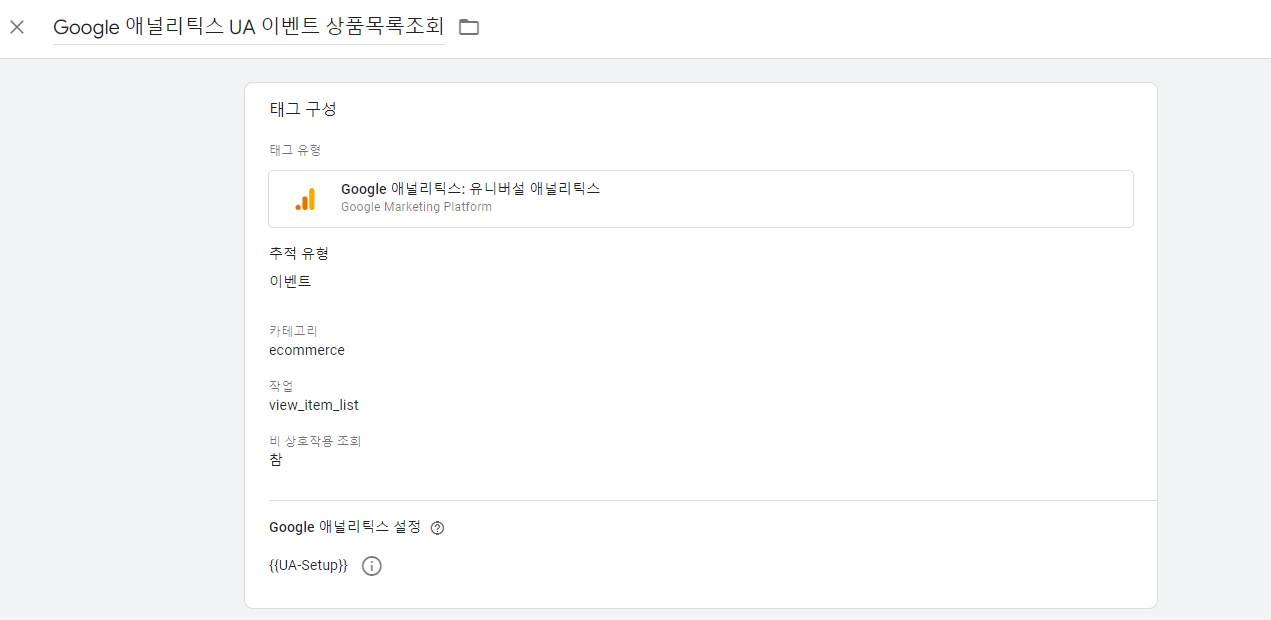 Google 애널리틱스 UA 이벤트 상품목록조회
태그 구성
태그 유형
Google 애널리틱스: 유니버설 애널리틱스
Google Marketing Platform
추적 유형
이벤트
카테고리
ecommerce
작업
view_item_list
비 상호작용 조회
참
Google 애널리틱스 설정
{{UA-Setup}}